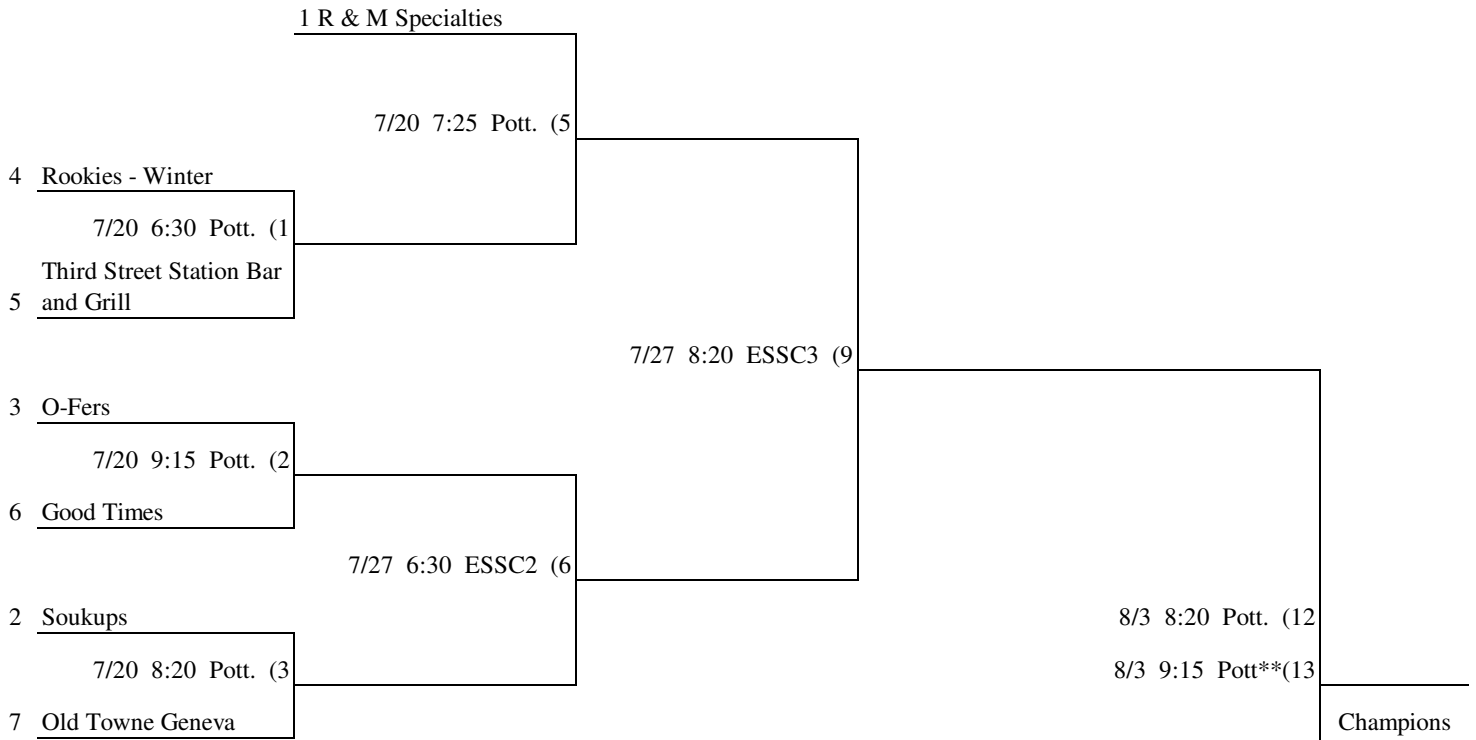 1 R & M Specialties
7/20 7:25 Pott. (5
4 Rookies - Winter
7/20 6:30 Pott. (1
Third Street Station Bar
5 and Grill
7/27 8:20 ESSC3 (9
3 O-Fers
7/20 9:15 Pott. (2
6 Good Times
7/27 6:30 ESSC2 (6
2 Soukups
8/3 8:20 Pott. (12
7/20 8:20 Pott. (3
8/3 9:15 Pott**(13
7 Old Towne Geneva
Champions